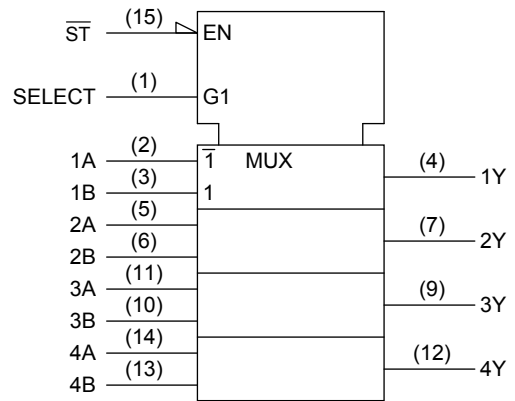 S̅T̅ (15) EN
SELECT (1) G1
1A (2) 1̅ MUX (4) 1Y
1B (3) 1
2A (5) (7) 2Y
2B (6)
3A (11) (9) 3Y
3B (10)
4A (14) (12) 4Y
4B (13)